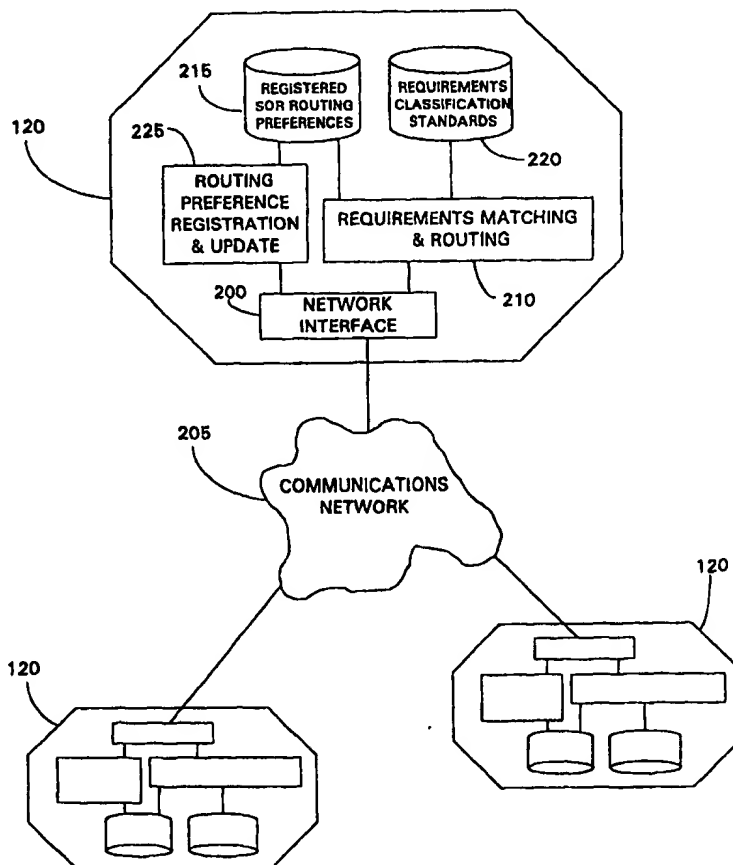 215
REGISTERED
SOR ROUTING
PREFERENCES
REQUIREMENTS
CLASSIFICATION
STANDARDS
120
225
220
ROUTING
PREFERENCE
REGISTRATION
& UPDATE
REQUIREMENTS MATCHING
& ROUTING
200
NETWORK
INTERFACE
210
205
COMMUNICATIONS
NETWORK
120
120